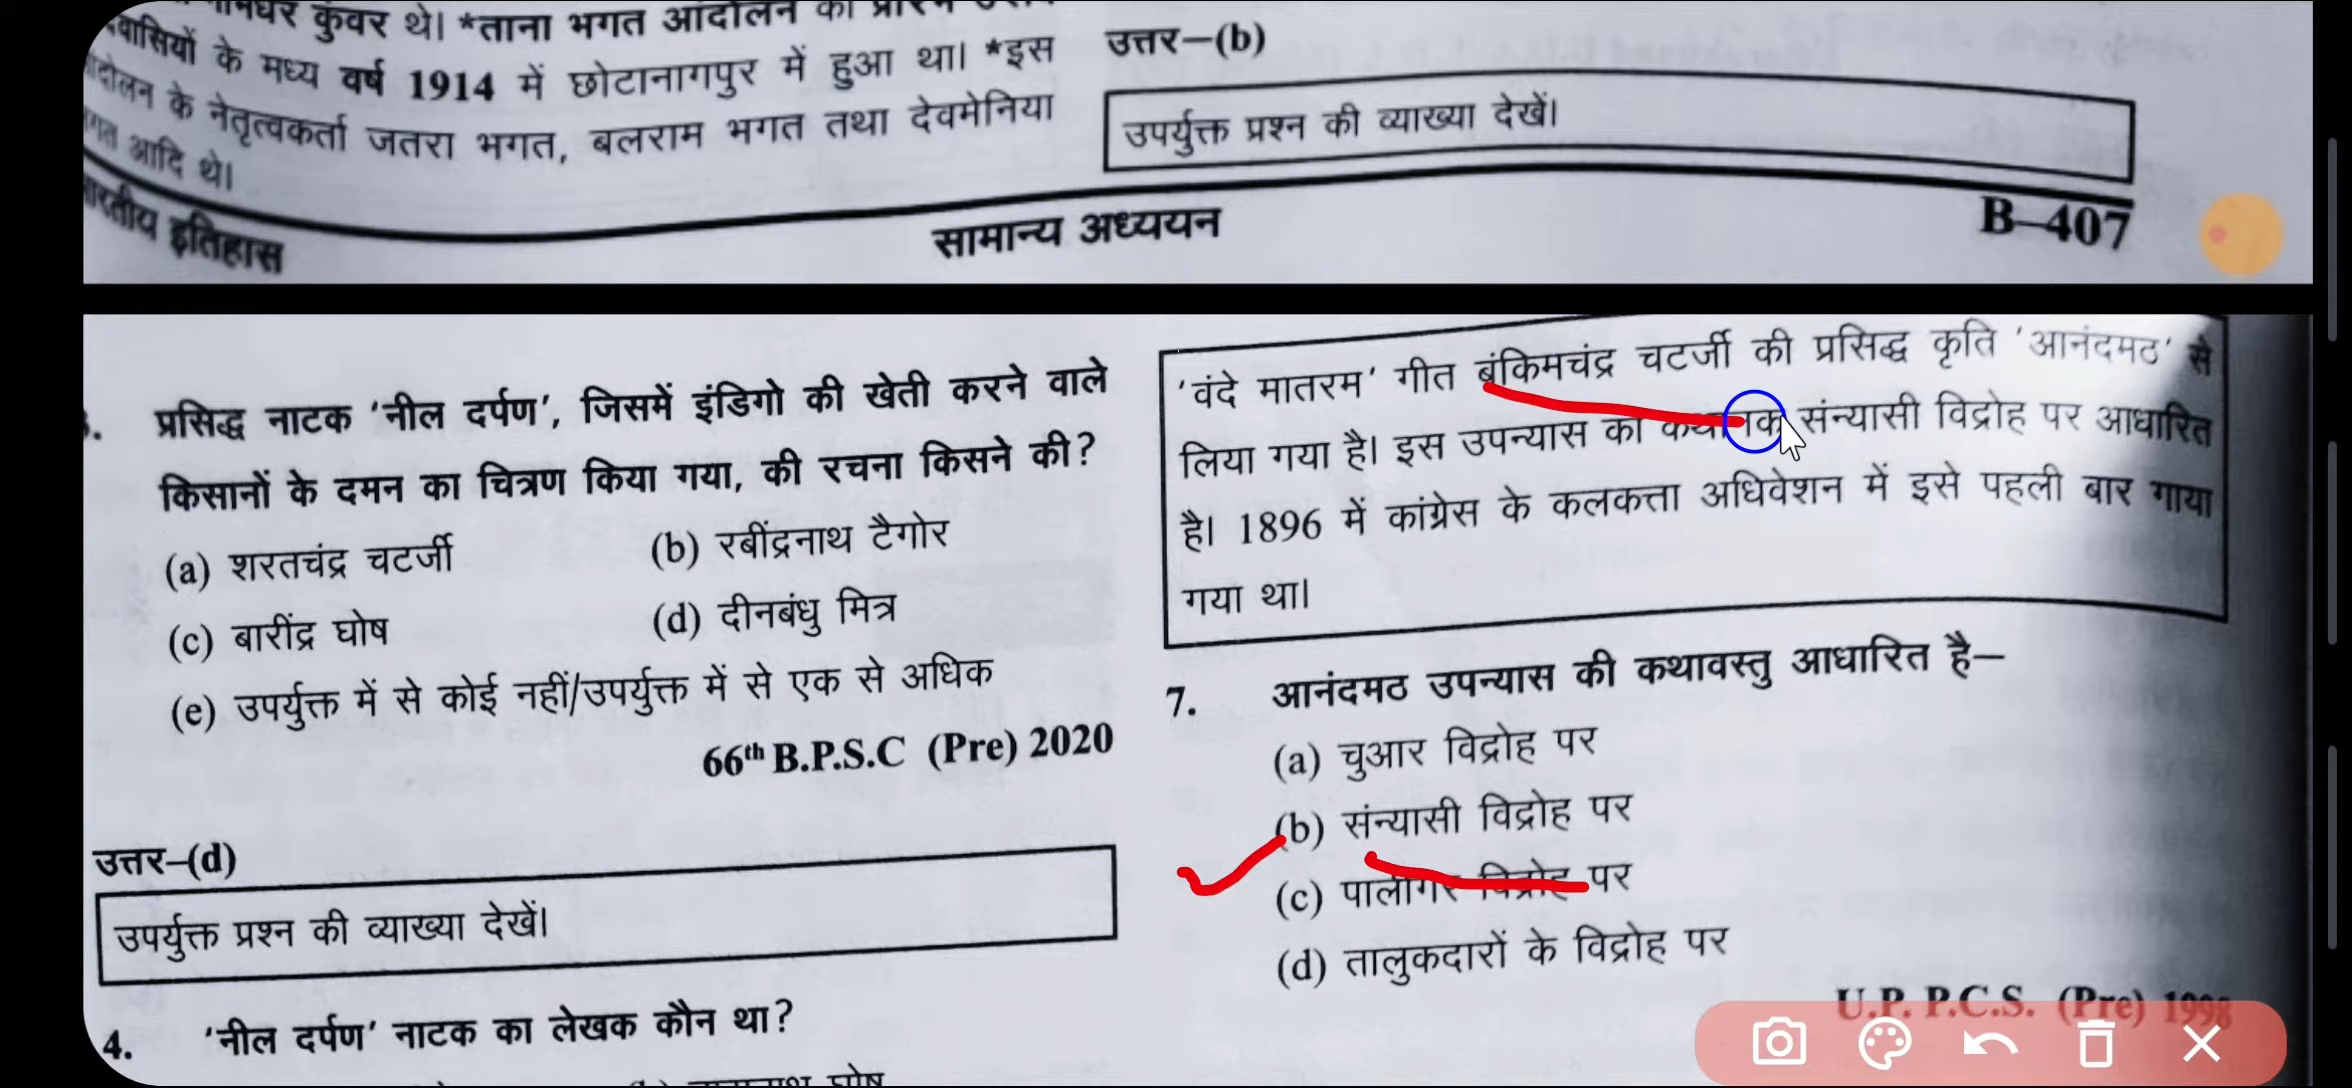 कुंवर थे। *ताना भगत आंदोलन का
के मध्य वर्ष 1914 में छोटानागपुर में हुआ था। *इस
के नेतृत्वकर्ता जतरा भगत, बलराम भगत तथा देवमेनिया
आदि थे।
उत्तर–(b)
उपर्युक्त प्रश्न की व्याख्या देखें।
इतिहास
सामान्य अध्ययन
B–407
प्रसिद्ध नाटक ‘नील दर्पण’, जिसमें इंडिगो की खेती करने वाले
किसानों के दमन का चित्रण किया गया, की रचना किसने की?
(a) शरतचंद्र चटर्जी
(b) रबींद्रनाथ टैगोर
(c) बारींद्र घोष
(d) दीनबंधु मित्र
(e) उपर्युक्त में से कोई नहीं/उपर्युक्त में से एक से अधिक
66th B.P.S.C (Pre) 2020
उत्तर–(d)
उपर्युक्त प्रश्न की व्याख्या देखें।
4. ‘नील दर्पण’ नाटक का लेखक कौन था?
‘वंदे मातरम’ गीत बंकिमचंद्र चटर्जी की प्रसिद्ध कृति ‘आनंदमठ’ से
लिया गया है। इस उपन्यास का कथानक संन्यासी विद्रोह पर आधारित
है। 1896 में कांग्रेस के कलकत्ता अधिवेशन में इसे पहली बार गाया
गया था।
7. आनंदमठ उपन्यास की कथावस्तु आधारित है–
(a) चुआर विद्रोह पर
(b) संन्यासी विद्रोह पर
(c) पालीगर विद्रोह पर
(d) तालुकदारों के विद्रोह पर
U.P. P.C.S. (Pre) 1998